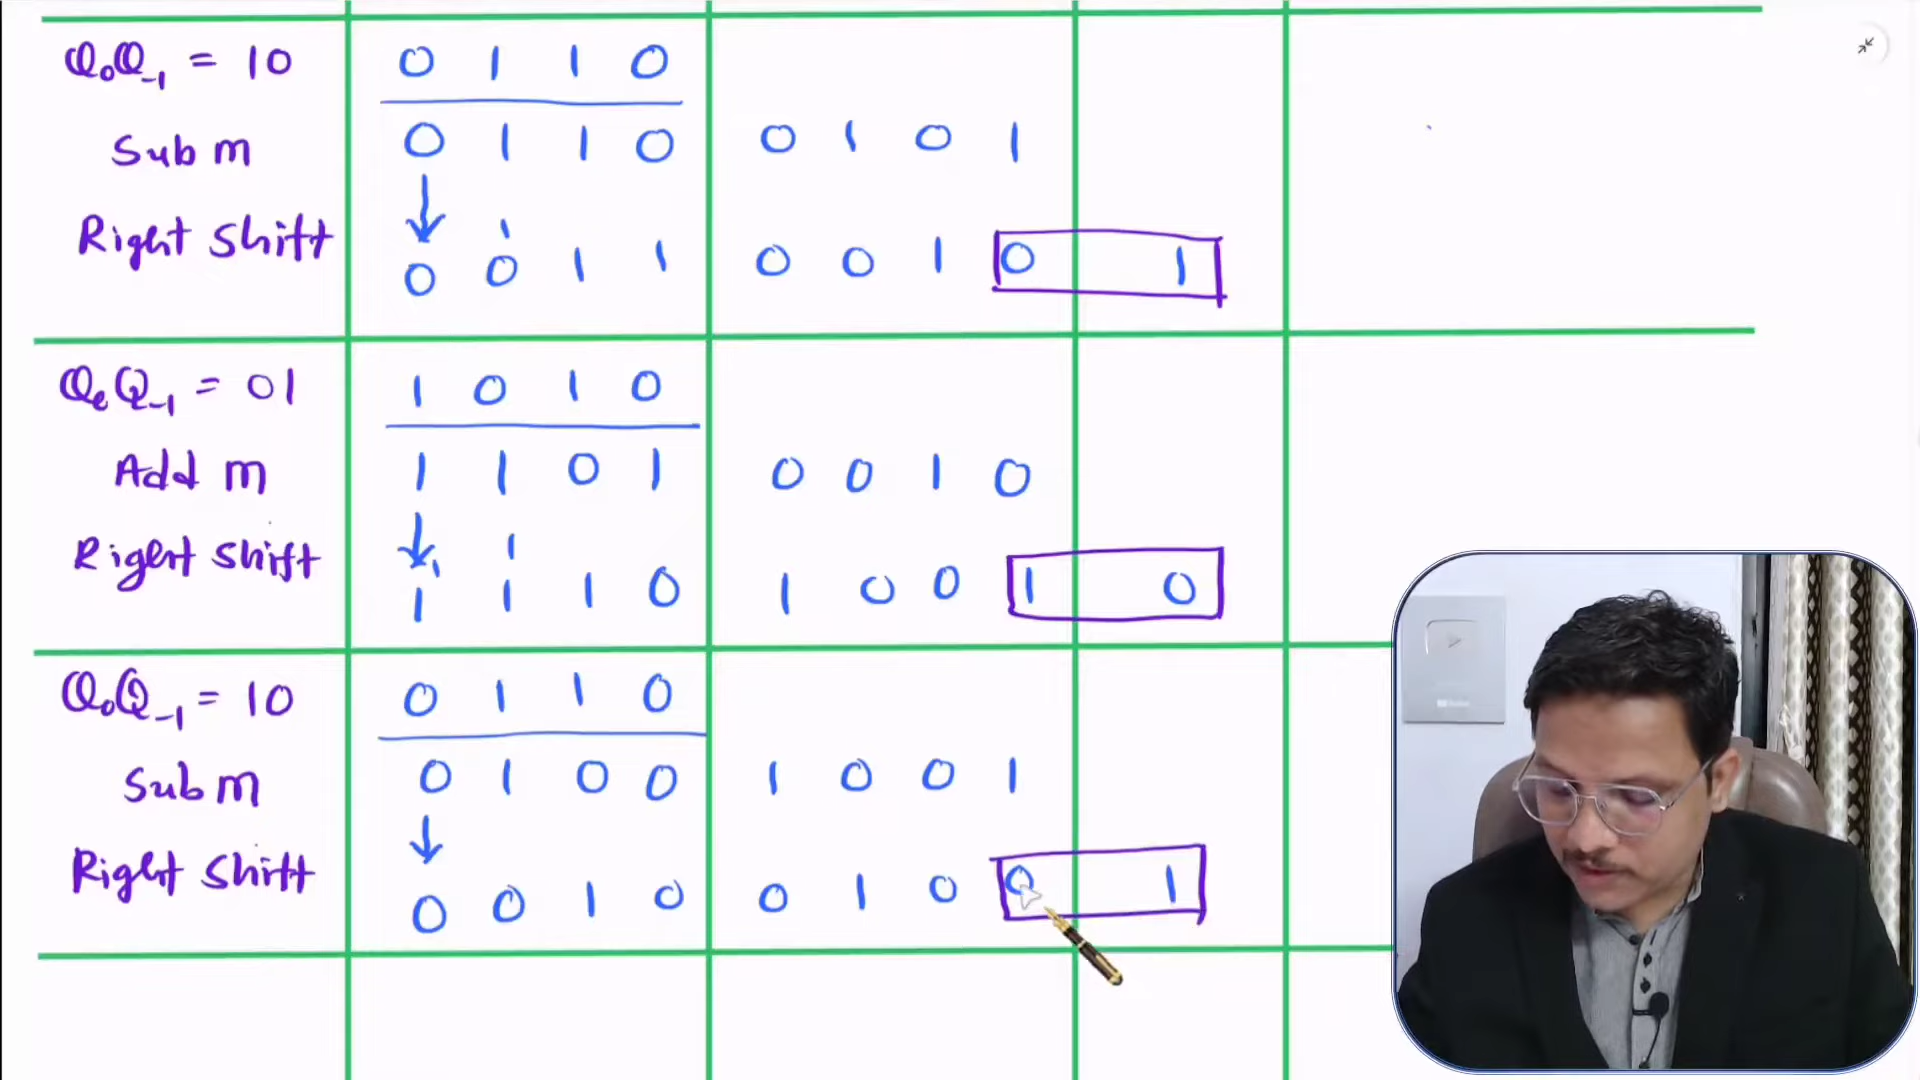 Q₀Q₋₁ = 10 0 1 1 0
Sub M 0 1 1 0 0 1 0 1
1
Right Shift 0 0 1 1 0 0 1 0 1
Q₀Q₋₁ = 01 1 0 1 0
Add M 1 1 0 1 0 0 1 0
1 1
Right Shift 1 1 1 0 1 0 0 1 0
Q₀Q₋₁ = 10 0 1 1 0
Sub M 0 1 0 0 1 0 0 1
Right Shift 0 0 1 0 0 1 0 0 1